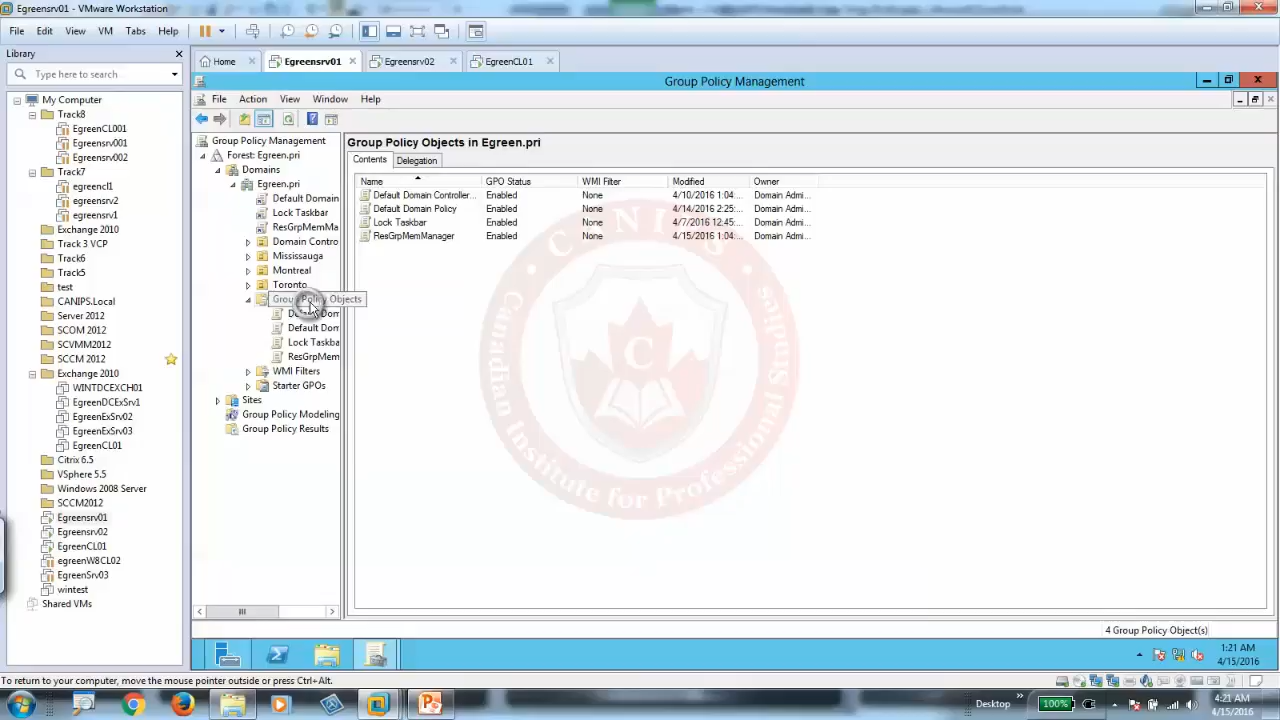 Egreensrv01 - VMware Workstation
File Edit View VM Tabs Help
Library
Type here to search
My Computer
Track8
EgreenCL001
Egreensrv001
Egreensrv002
Track7
egreencl1
egreensrv2
egreensrv1
Exchange 2010
Track 3 VCP
Track6
Track5
test
CANIPS.Local
Server 2012
SCOM 2012
SCVMM2012
SCCM 2012
Exchange 2010
WINTDCEXCH01
EgreenDCExSrv1
EgreenExSrv02
EgreenExSrv03
EgreenCL01
Citrix 6.5
VSphere 5.5
Windows 2008 Server
SCCM2012
Egreensrv01
Egreensrv02
EgreenCL01
egreenW8CL02
EgreenSrv03
wintest
Shared VMs
Home Egreensrv01 Egreensrv02 EgreenCL01
Group Policy Management
File Action View Window Help
Group Policy Management
Forest: Egreen.pri
Domains
Egreen.pri
Default Domain
Lock Taskbar
ResGrpMemMa
Domain Contro
Mississauga
Montreal
Toronto
Group Policy Objects
Default Dom
Default Dom
Lock Taskba
ResGrpMem
WMI Filters
Starter GPOs
Sites
Group Policy Modeling
Group Policy Results
Group Policy Objects in Egreen.pri
Contents Delegation
Name GPO Status WMI Filter Modified Owner
Default Domain Controller... Enabled None 4/10/2016 1:04:... Domain Admi...
Default Domain Policy Enabled None 4/14/2016 2:25:... Domain Admi...
Lock Taskbar Enabled None 4/7/2016 12:45:... Domain Admi...
ResGrpMemManager Enabled None 4/15/2016 1:04:... Domain Admi...
CANIPS
C
Canadian Institute for Professional Studies
4 Group Policy Object(s)
1:21 AM
4/15/2016
To return to your computer, move the mouse pointer outside or press Ctrl+Alt.
Desktop
100%
4:21 AM
4/15/2016